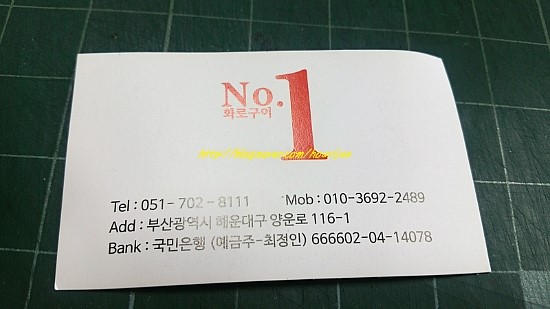 No.1
화로구이
Tel : 051-702-8111 Mob : 010-3692-2489
Add : 부산광역시 해운대구 양운로 116-1
Bank : 국민은행 (예금주-최정인) 666602-04-14078